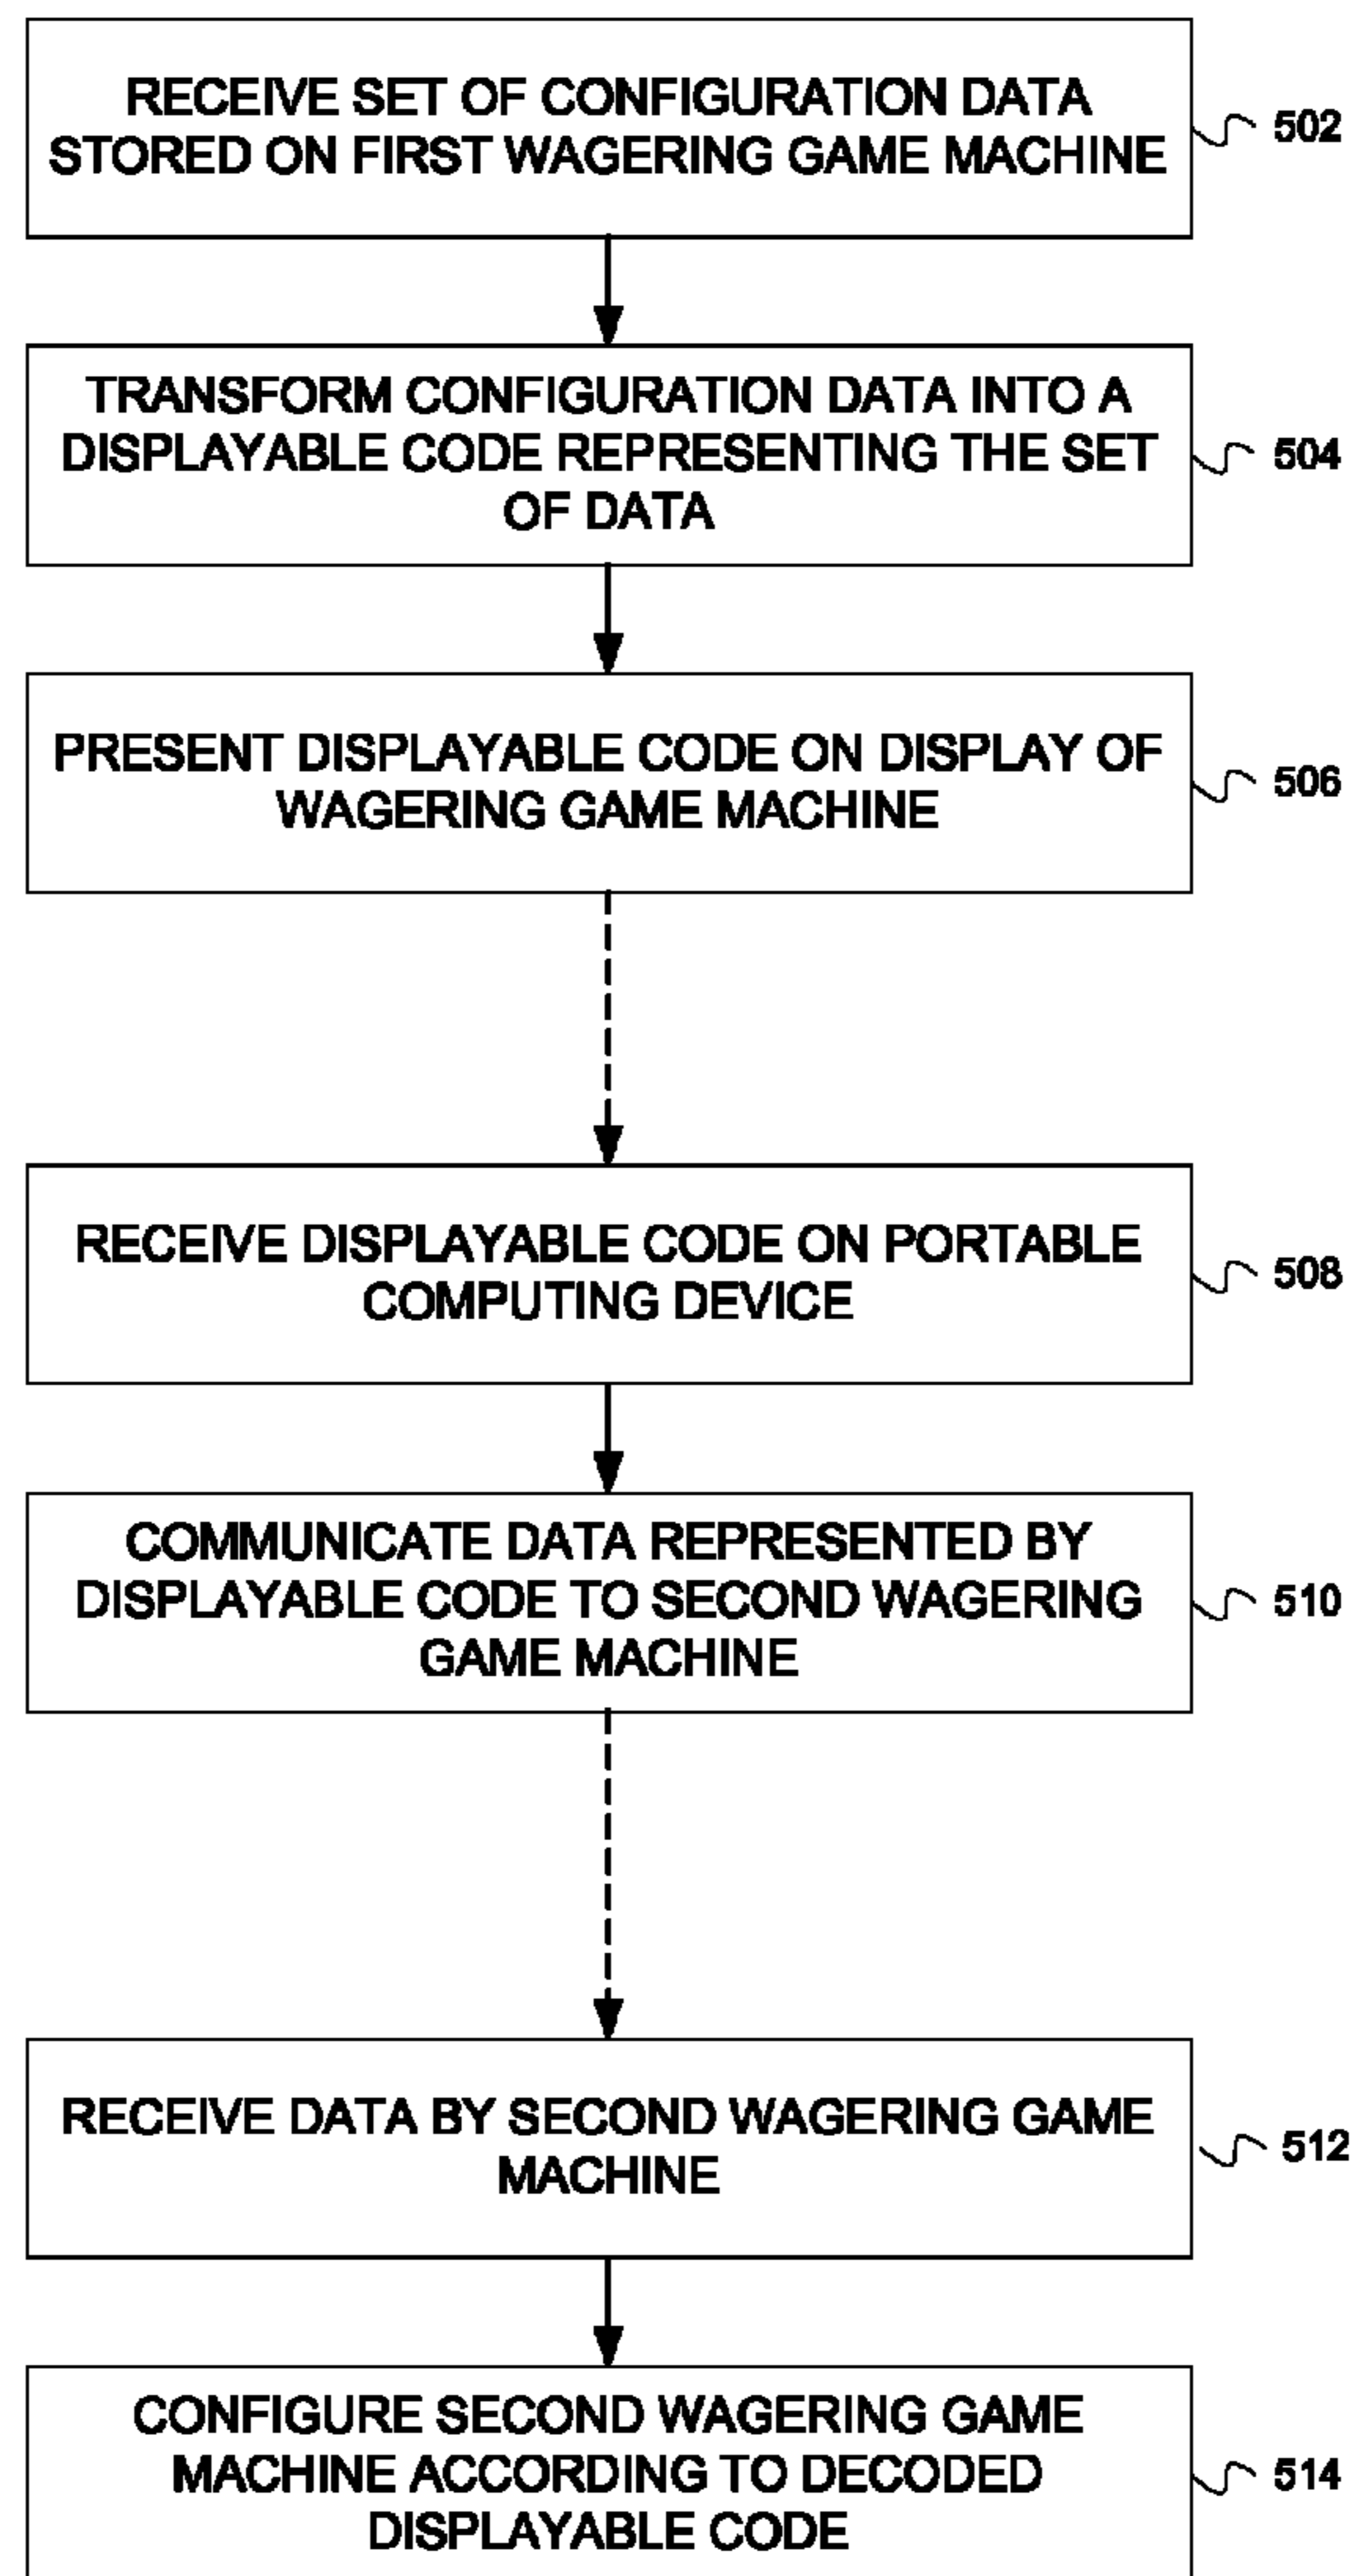 RECEIVE SET OF CONFIGURATION DATA
STORED ON FIRST WAGERING GAME MACHINE
502
TRANSFORM CONFIGURATION DATA INTO A
DISPLAYABLE CODE REPRESENTING THE SET
OF DATA
504
PRESENT DISPLAYABLE CODE ON DISPLAY OF
WAGERING GAME MACHINE
506
RECEIVE DISPLAYABLE CODE ON PORTABLE
COMPUTING DEVICE
508
COMMUNICATE DATA REPRESENTED BY
DISPLAYABLE CODE TO SECOND WAGERING
GAME MACHINE
510
RECEIVE DATA BY SECOND WAGERING GAME
MACHINE
512
CONFIGURE SECOND WAGERING GAME
MACHINE ACCORDING TO DECODED
DISPLAYABLE CODE
514